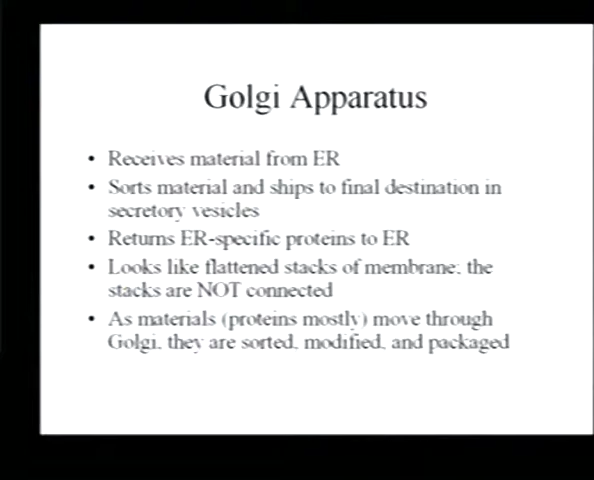 Golgi Apparatus
• Receives material from ER
• Sorts material and ships to final destination in
secretory vesicles
• Returns ER-specific proteins to ER
• Looks like flattened stacks of membrane; the
stacks are NOT connected
• As materials (proteins mostly) move through
Golgi, they are sorted, modified, and packaged